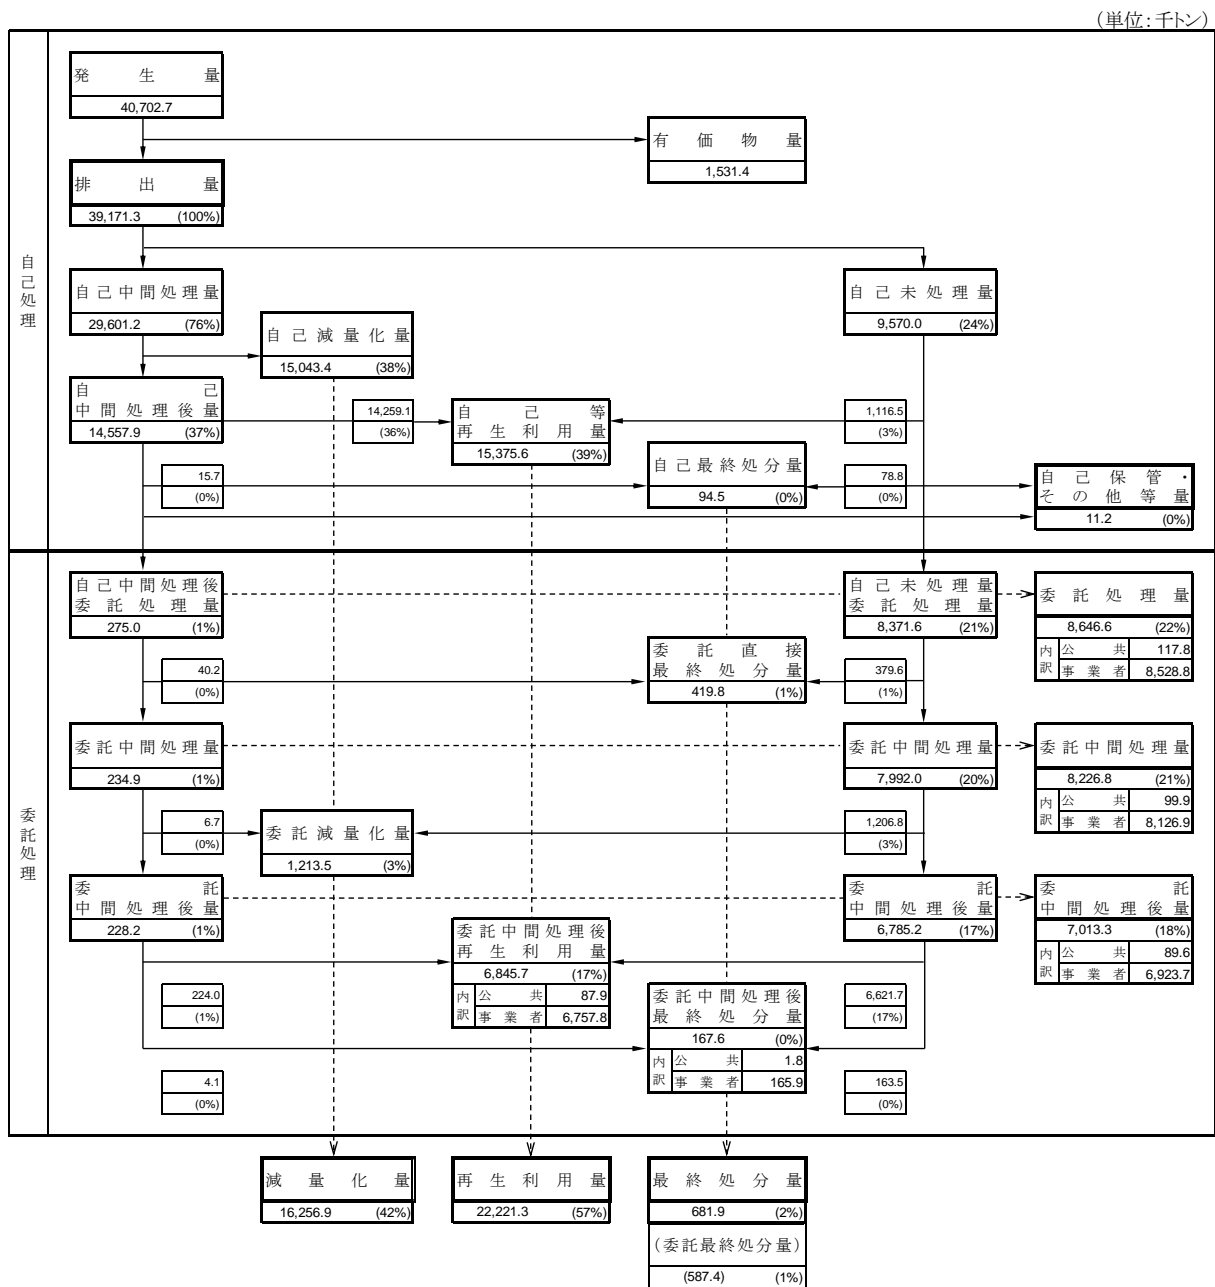 （単位：千トン）
発生量
40,702.7
有価物量
1,531.4
排出量
39,171.3 (100%)
自己処理
自己中間処理量
29,601.2 (76%)
自己未処理量
9,570.0 (24%)
自己減量化量
15,043.4 (38%)
自己
中間処理後量
14,557.9 (37%)
14,259.1
(36%)
自己等
再生利用量
15,375.6 (39%)
1,116.5
(3%)
15.7
(0%)
自己最終処分量
94.5 (0%)
78.8
(0%)
自己保管・
その他等量
11.2 (0%)
委託処理
自己中間処理後
委託処理量
275.0 (1%)
自己未処理量
委託処理量
8,371.6 (21%)
委託処理量
8,646.6 (22%)
内訳
公共 117.8
事業者 8,528.8
40.2
(0%)
委託直接
最終処分量
419.8 (1%)
379.6
(1%)
委託中間処理量
234.9 (1%)
委託中間処理量
7,992.0 (20%)
委託中間処理量
8,226.8 (21%)
内訳
公共 99.9
事業者 8,126.9
6.7
(0%)
委託減量化量
1,213.5 (3%)
1,206.8
(3%)
委託
中間処理後量
228.2 (1%)
委託
中間処理後量
6,785.2 (17%)
委託
中間処理後量
7,013.3 (18%)
内訳
公共 89.6
事業者 6,923.7
委託中間処理後
再生利用量
6,845.7 (17%)
内訳
公共 87.9
事業者 6,757.8
224.0
(1%)
委託中間処理後
最終処分量
167.6 (0%)
内訳
公共 1.8
事業者 165.9
6,621.7
(17%)
4.1
(0%)
163.5
(0%)
減量化量
16,256.9 (42%)
再生利用量
22,221.3 (57%)
最終処分量
681.9 (2%)
（委託最終処分量）
(587.4) (1%)